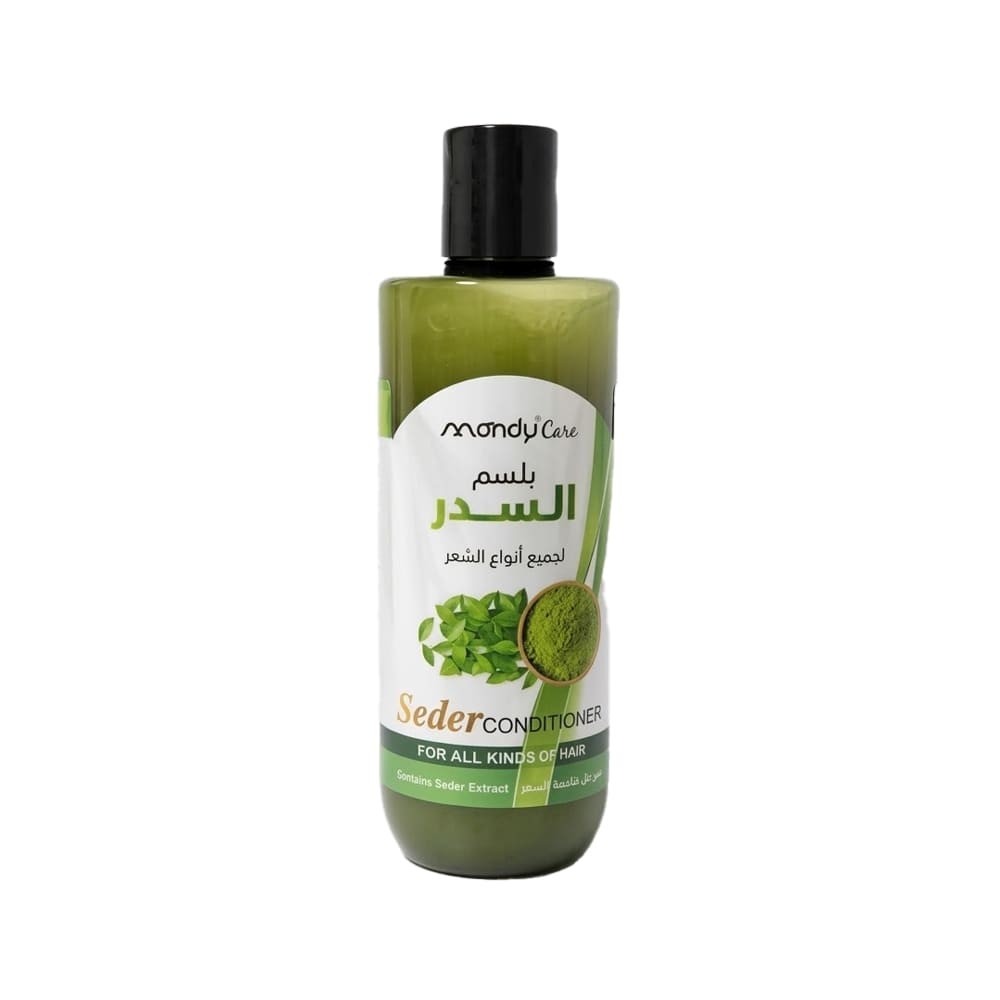 mondy® Care
بلسم
السدر
لجميع أنواع الشعر
Seder CONDITIONER
FOR ALL KINDS OF HAIR
Contains Seder Extract